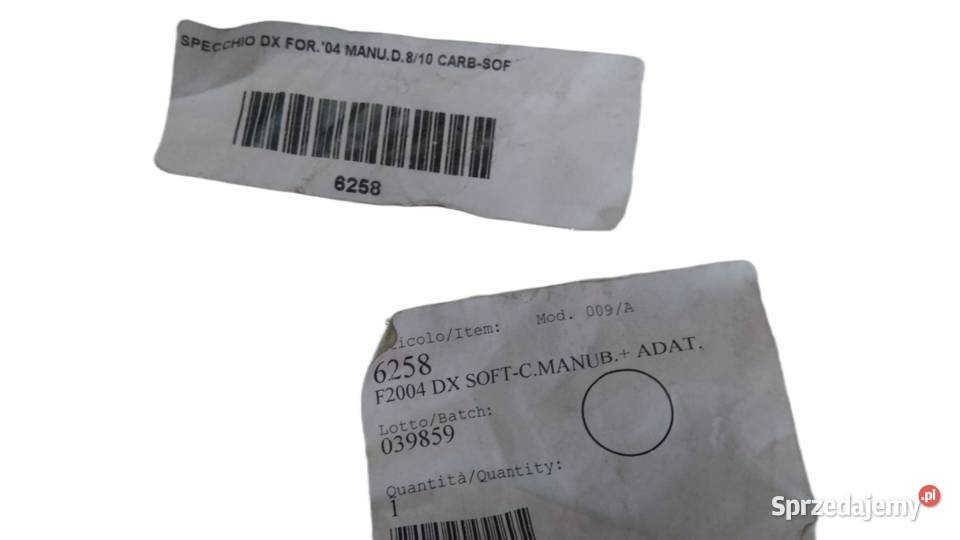 SPECCHIO DX FOR.'04 MANU.D.8/10 CARB-SOF
6258
icolo/Item: Mod. 009/A
6258
F2004 DX SOFT-C.MANUB.+ ADAT.
Lotto/Batch:
039859
Quantità/Quantity:
1
Sprzedajemy.pl